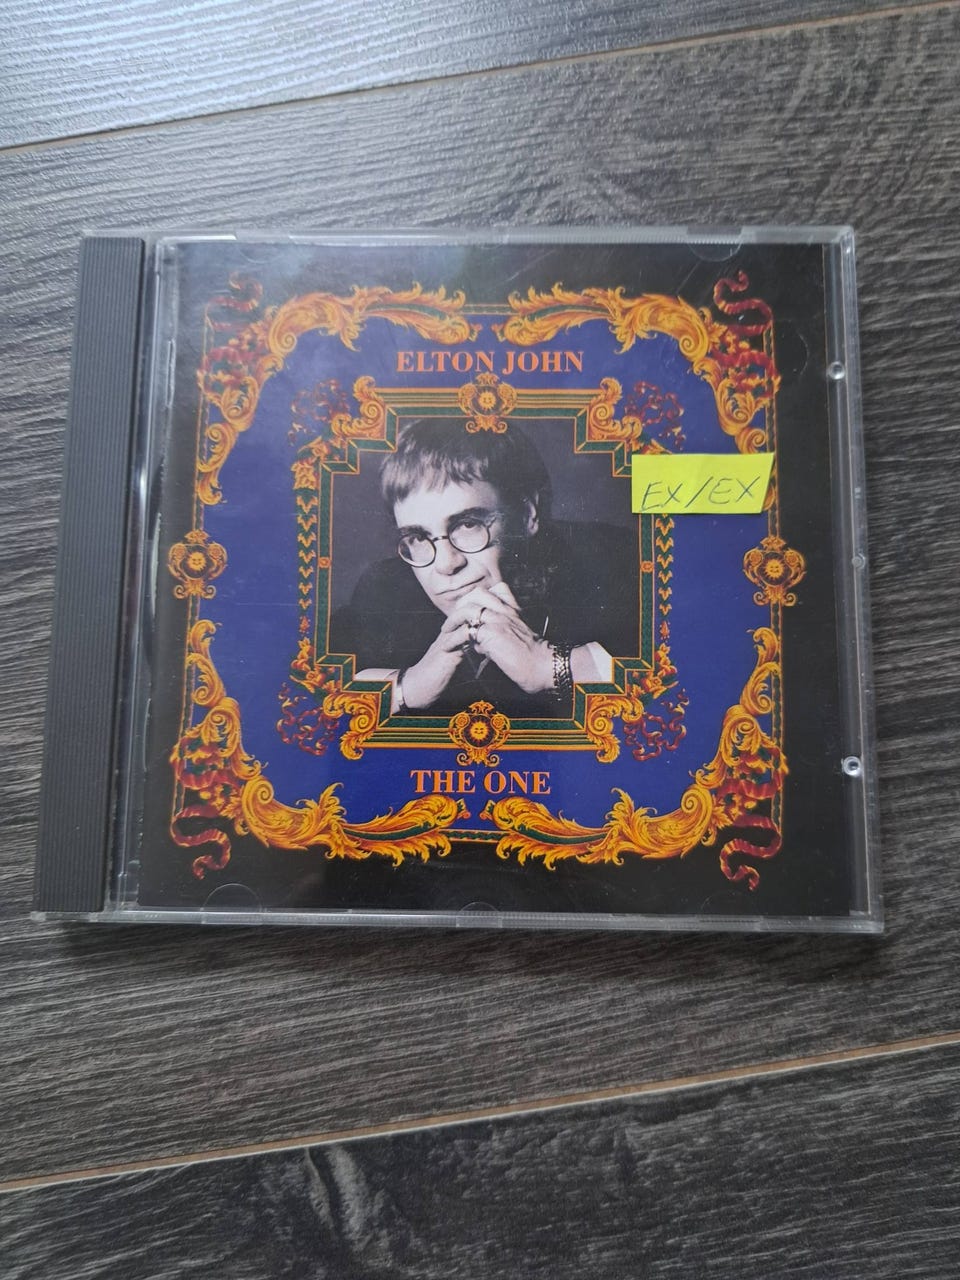 ELTON JOHN
EX/EX
THE ONE